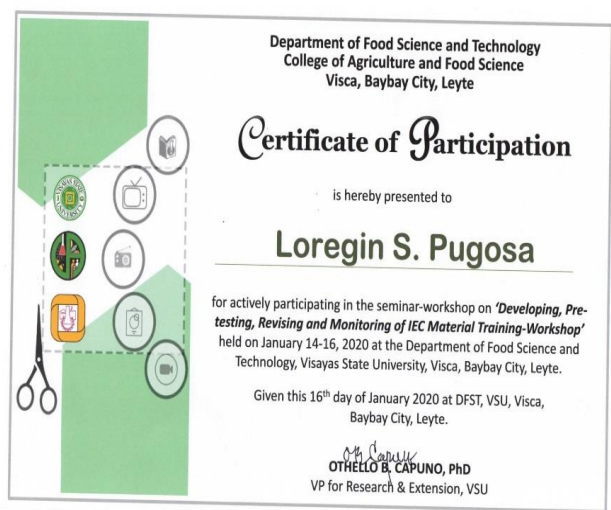 Department of Food Science and Technology
College of Agriculture and Food Science
Visca, Baybay City, Leyte
Certificate of Participation
is hereby presented to
Loregin S. Pugosa
for actively participating in the seminar-workshop on 'Developing, Pre-
testing, Revising and Monitoring of IEC Material Training-Workshop'
held on January 14-16, 2020 at the Department of Food Science and
Technology, Visayas State University, Visca, Baybay City, Leyte.
Given this 16th day of January 2020 at DFST, VSU, Visca,
Baybay City, Leyte.
OTHELLO B. CAPUNO, PhD
VP for Research & Extension, VSU